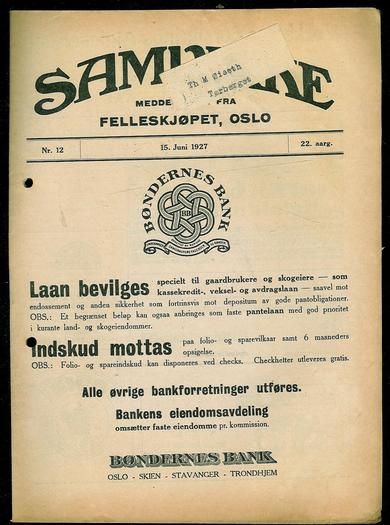 SAM
Th M Øiseth
Tørberget
MEDDE FRA
FELLESKJØPET, OSLO
Nr. 12 15. Juni 1927 22. aarg.
BØNDERNES BANK
BB
Laan bevilges specielt til gaardbrukere og skogeiere — som
kassekredit-, veksel- og avdragslaan — saavel mot
endossement og anden sikkerhet som fortrinsvis mot depositum av gode pantobligationer.
OBS.: Et begrænset beløp kan ogsaa anbringes som faste pantelaan med god prioritet
i kurante land- og skogeiendommer.
Indskud mottas paa folio- og sparevilkaar samt 6 maaneders
opsigelse.
OBS.: Folio- og spareindskud kan disponeres ved checks. Checkhefter utleveres gratis.
Alle øvrige bankforretninger utføres.
Bankens eiendomsavdeling
omsætter faste eiendomme pr. kommission.
BØNDERNES BANK
OSLO - SKIEN - STAVANGER - TRONDHJEM